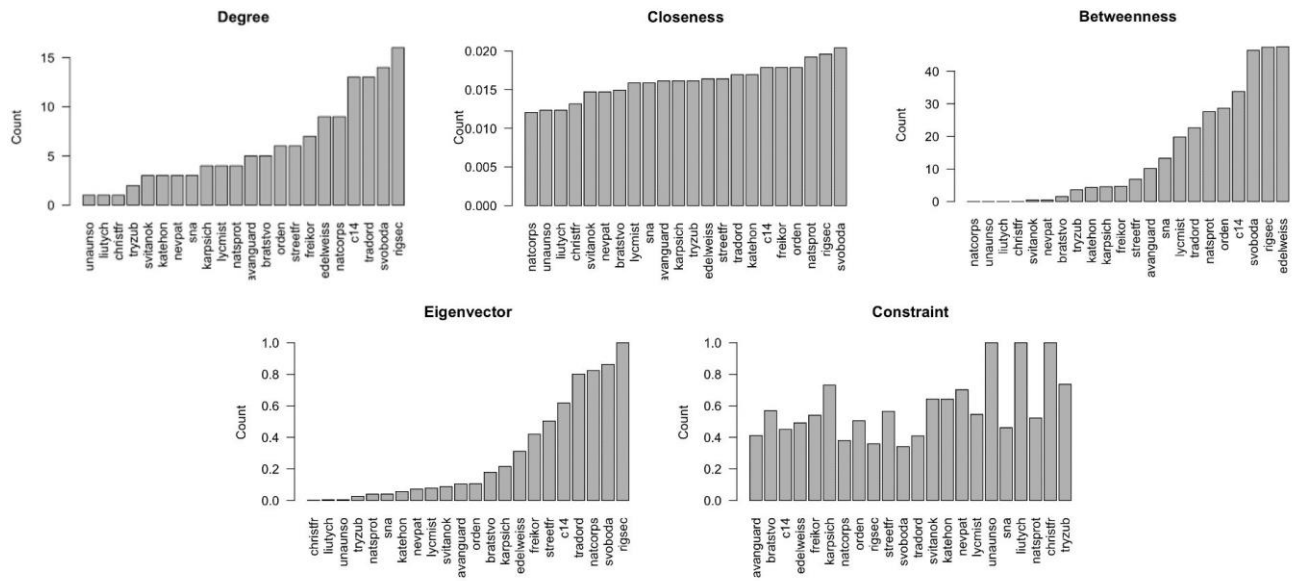 Degree
Count
15
10
5
0
unaunso
liutych
christfr
tryzub
svitanok
katehon
nevpat
sna
karpsich
lycmist
natsprot
avanguard
bratstvo
orden
streetfr
freikor
edelweiss
natcorps
c14
tradord
svoboda
rigsec
Closeness
Count
0.020
0.015
0.010
0.005
0.000
natcorps
unaunso
liutych
christfr
svitanok
nevpat
bratstvo
lycmist
sna
avanguard
karpsich
tryzub
edelweiss
streetfr
tradord
katehon
c14
freikor
orden
natsprot
rigsec
svoboda
Betweenness
Count
40
30
20
10
0
natcorps
unaunso
liutych
christfr
svitanok
nevpat
bratstvo
tryzub
katehon
karpsich
freikor
streetfr
avanguard
sna
lycmist
tradord
natsprot
orden
c14
svoboda
rigsec
edelweiss
Eigenvector
Count
1.0
0.8
0.6
0.4
0.2
0.0
christfr
liutych
unaunso
tryzub
natsprot
sna
katehon
nevpat
lycmist
svitanok
avanguard
orden
bratstvo
karpsich
edelweiss
freikor
streetfr
c14
tradord
natcorps
svoboda
rigsec
Constraint
Count
1.0
0.8
0.6
0.4
0.2
0.0
avanguard
bratstvo
c14
edelweiss
freikor
karpsich
natcorps
orden
rigsec
streetfr
svoboda
tradord
svitanok
katehon
nevpat
lycmist
unaunso
sna
liutych
natsprot
christfr
tryzub